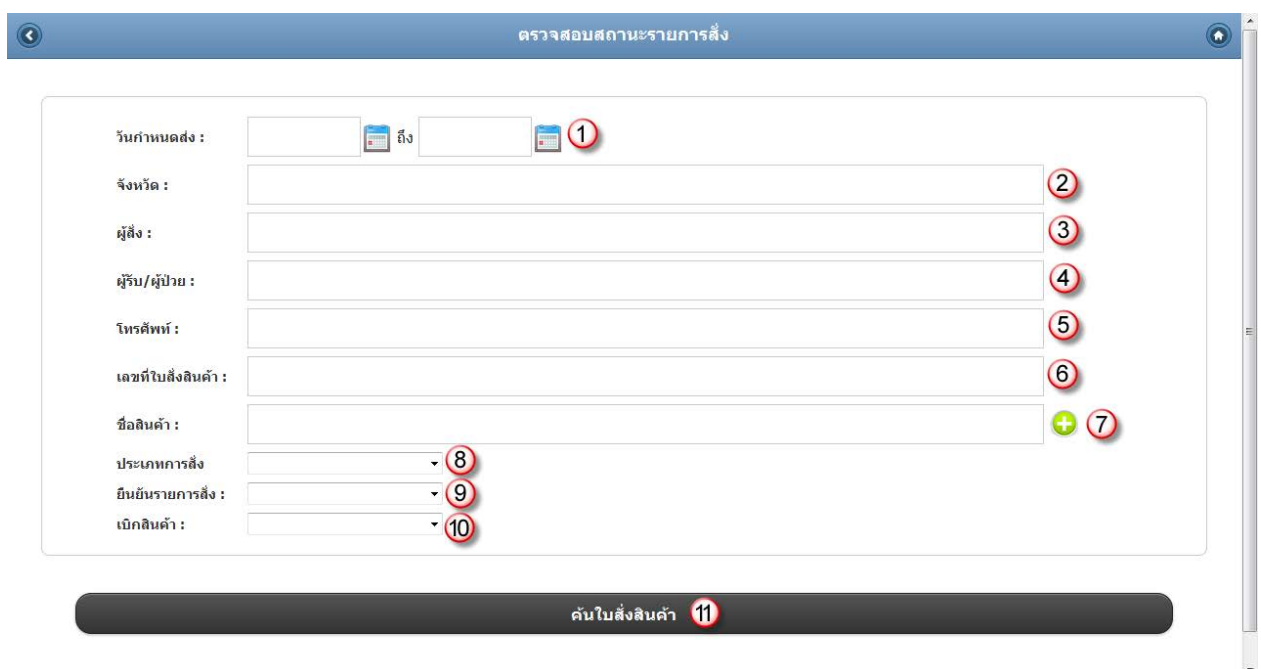 ตรวจสอบสถานะรายการสั่ง
วันกำหนดส่ง : ถึง 1
จังหวัด : 2
ผู้สั่ง : 3
ผู้รับ/ผู้ป่วย : 4
โทรศัพท์ : 5
เลขที่ใบสั่งสินค้า : 6
ชื่อสินค้า : 7
ประเภทการสั่ง 8
ยืนยันรายการสั่ง : 9
เบิกสินค้า : 10
ค้นใบสั่งสินค้า 11